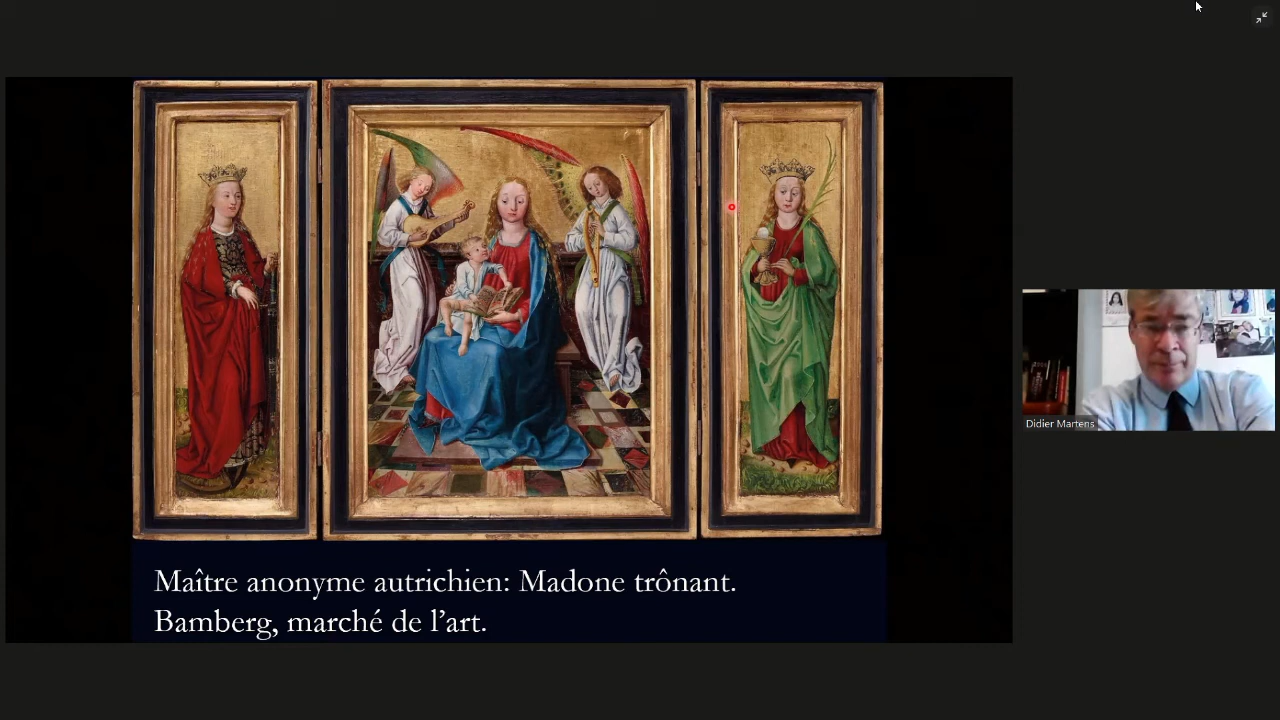 Maître anonyme autrichien: Madone trônant.
Bamberg, marché de l’art.
Didier Martens